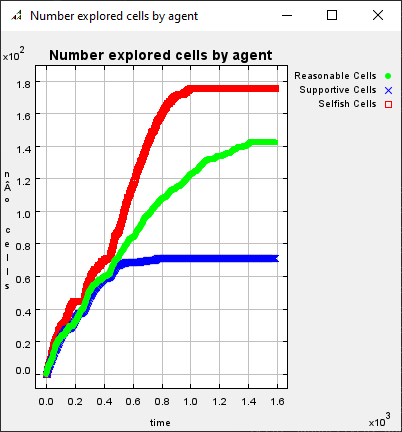 Number explored cells by agent
x10²
Number explored cells by agent
Reasonable Cells
Supportive Cells
Selfish Cells
2.0
1.8
1.6
1.4
1.2
1.0
0.8
0.6
0.4
0.2
0.0
nÂº cells
0.0 0.2 0.4 0.6 0.8 1.0 1.2 1.4 1.6
time
x10³